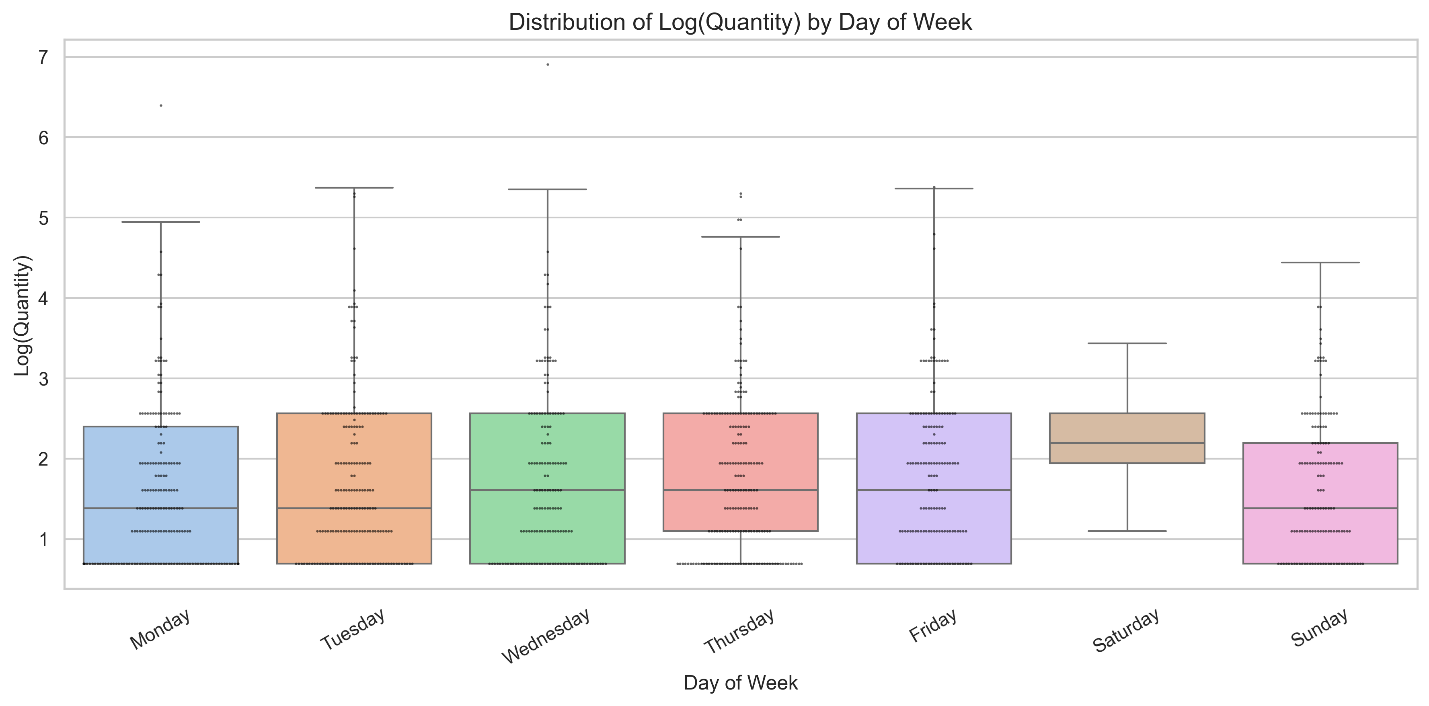 Distribution of Log(Quantity) by Day of Week
7
6
5
4
3
2
1
Log(Quantity)
Monday
Tuesday
Wednesday
Thursday
Friday
Saturday
Sunday
Day of Week